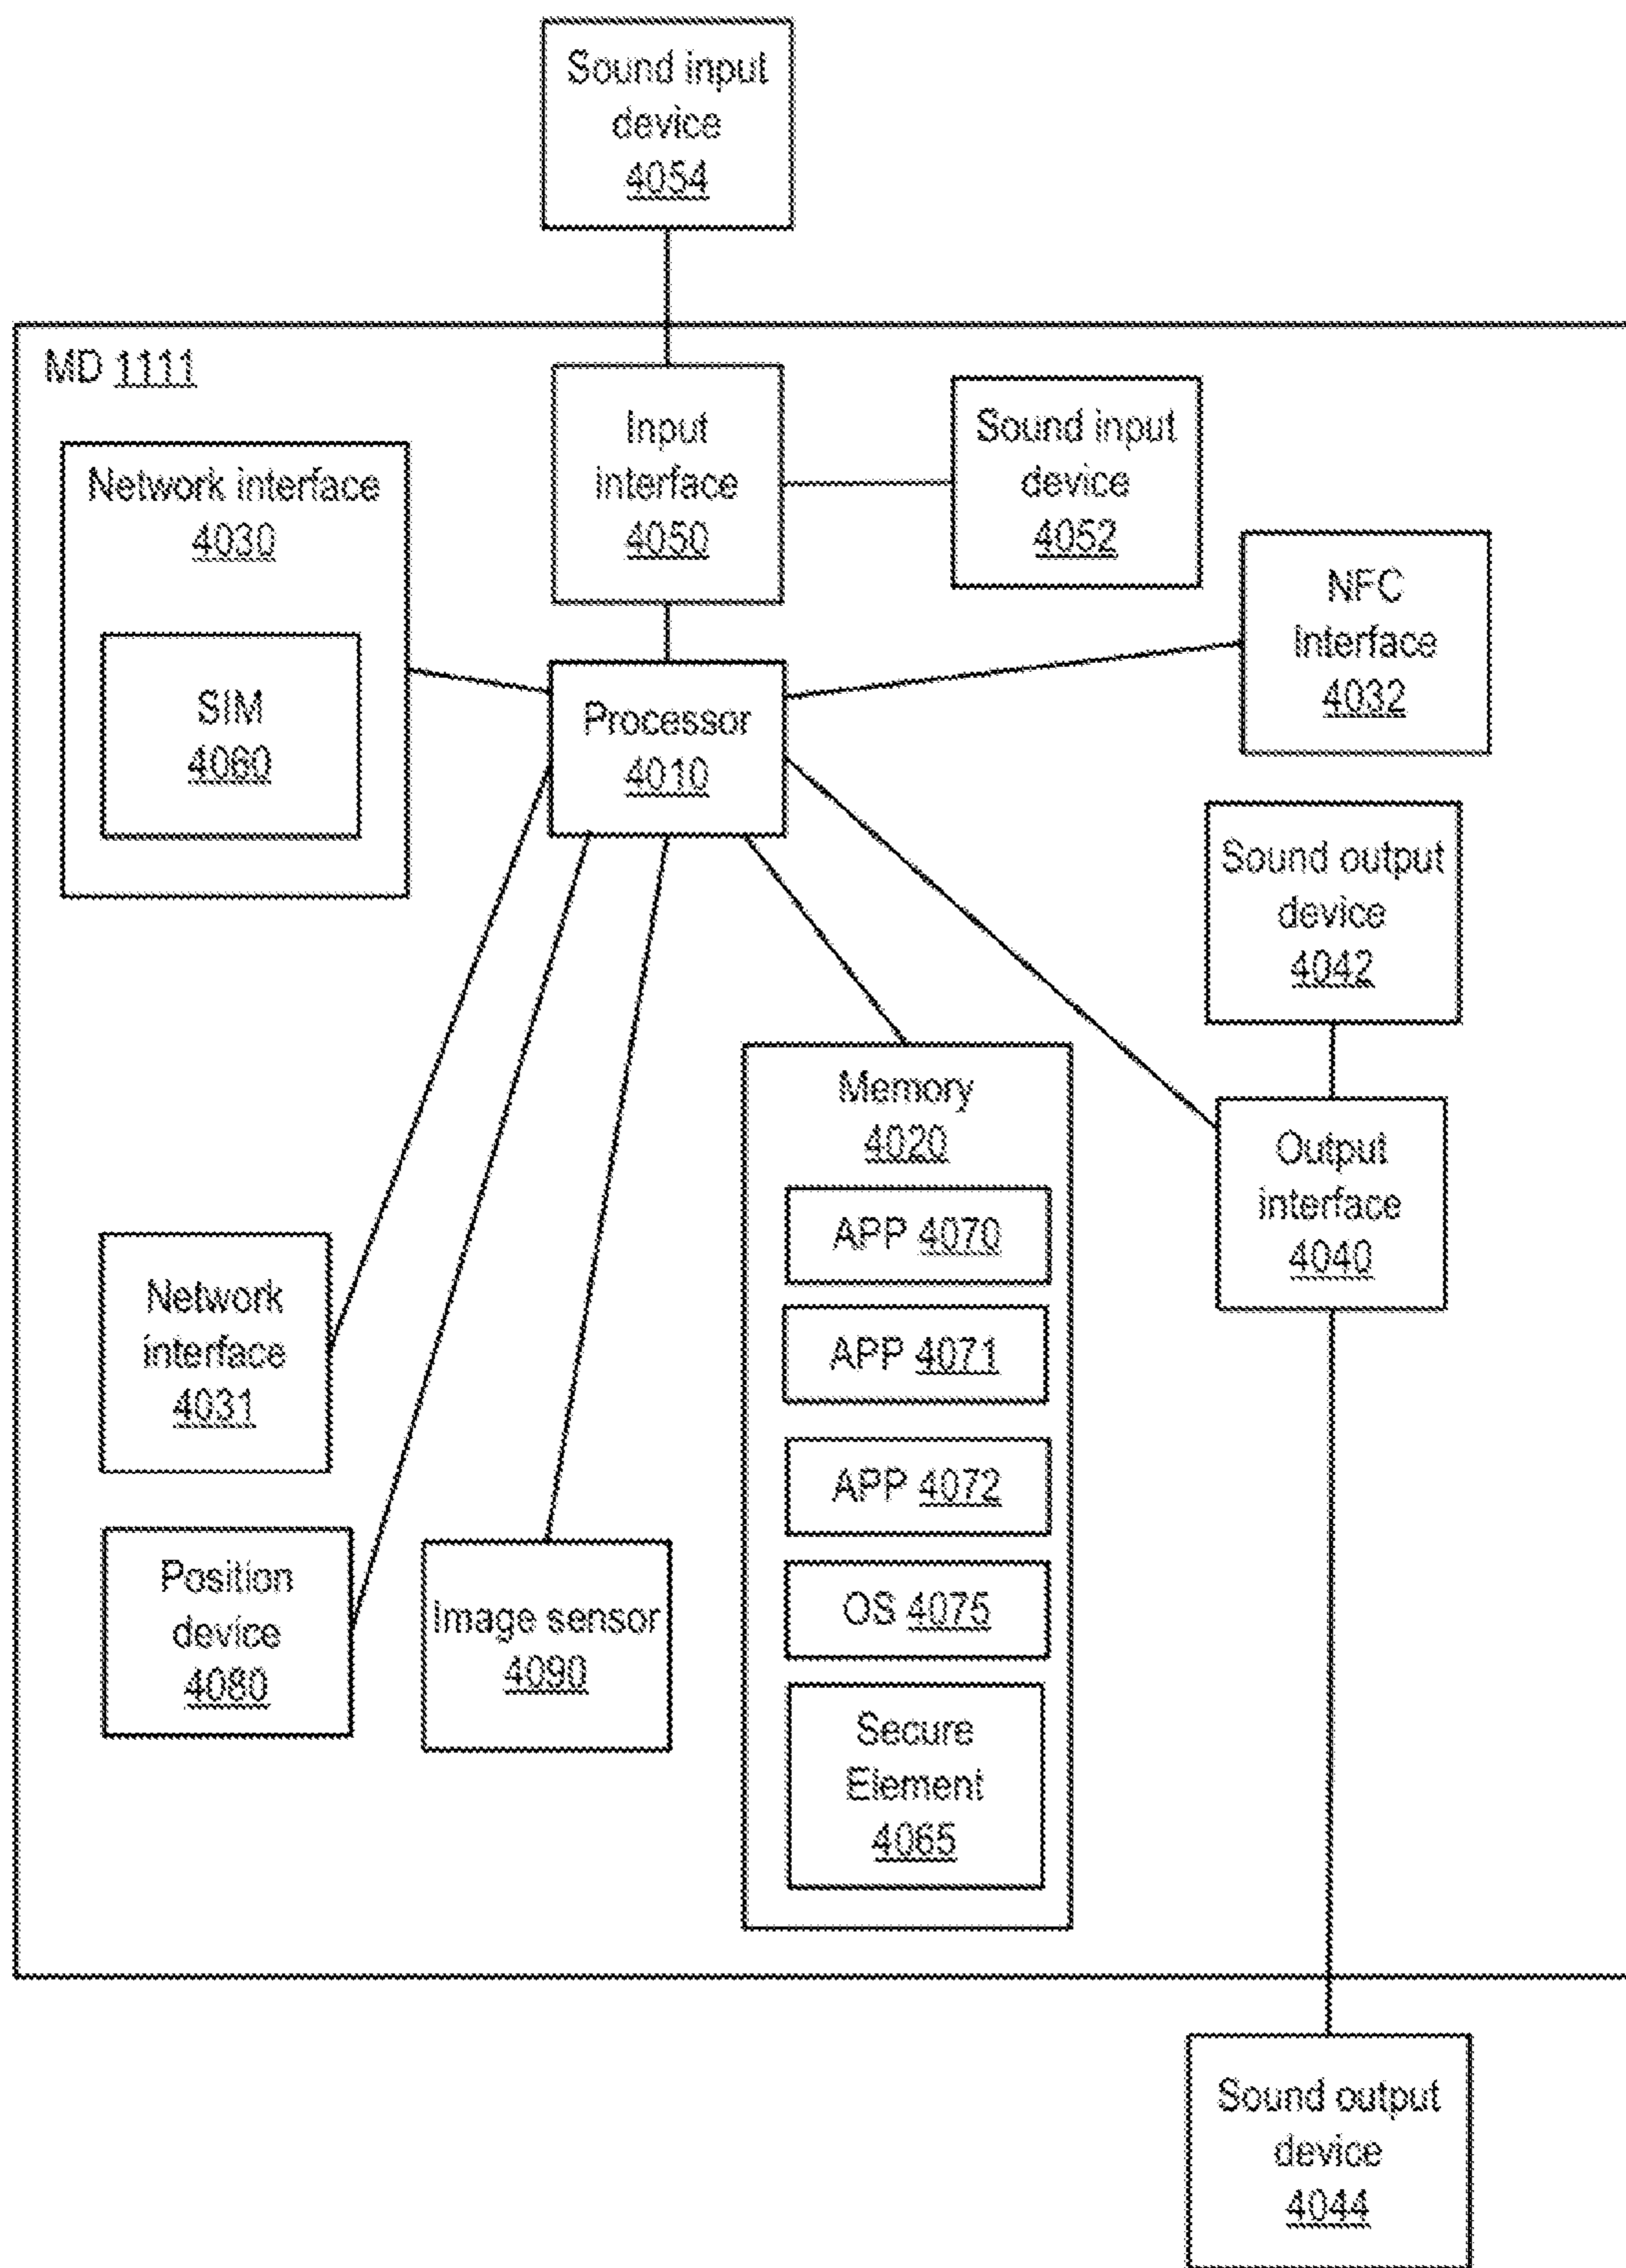 Sound input
device
4054
MD 1111
Network interface
4030
SIM
4060
Input
interface
4050
Sound input
device
4052
NFC
interface
4032
Processor
4010
Sound output
device
4042
Memory
4020
APP 4070
APP 4071
APP 4072
OS 4075
Secure
Element
4065
Output
interface
4040
Network
interface
4031
Position
device
4080
Image sensor
4090
Sound output
device
4044